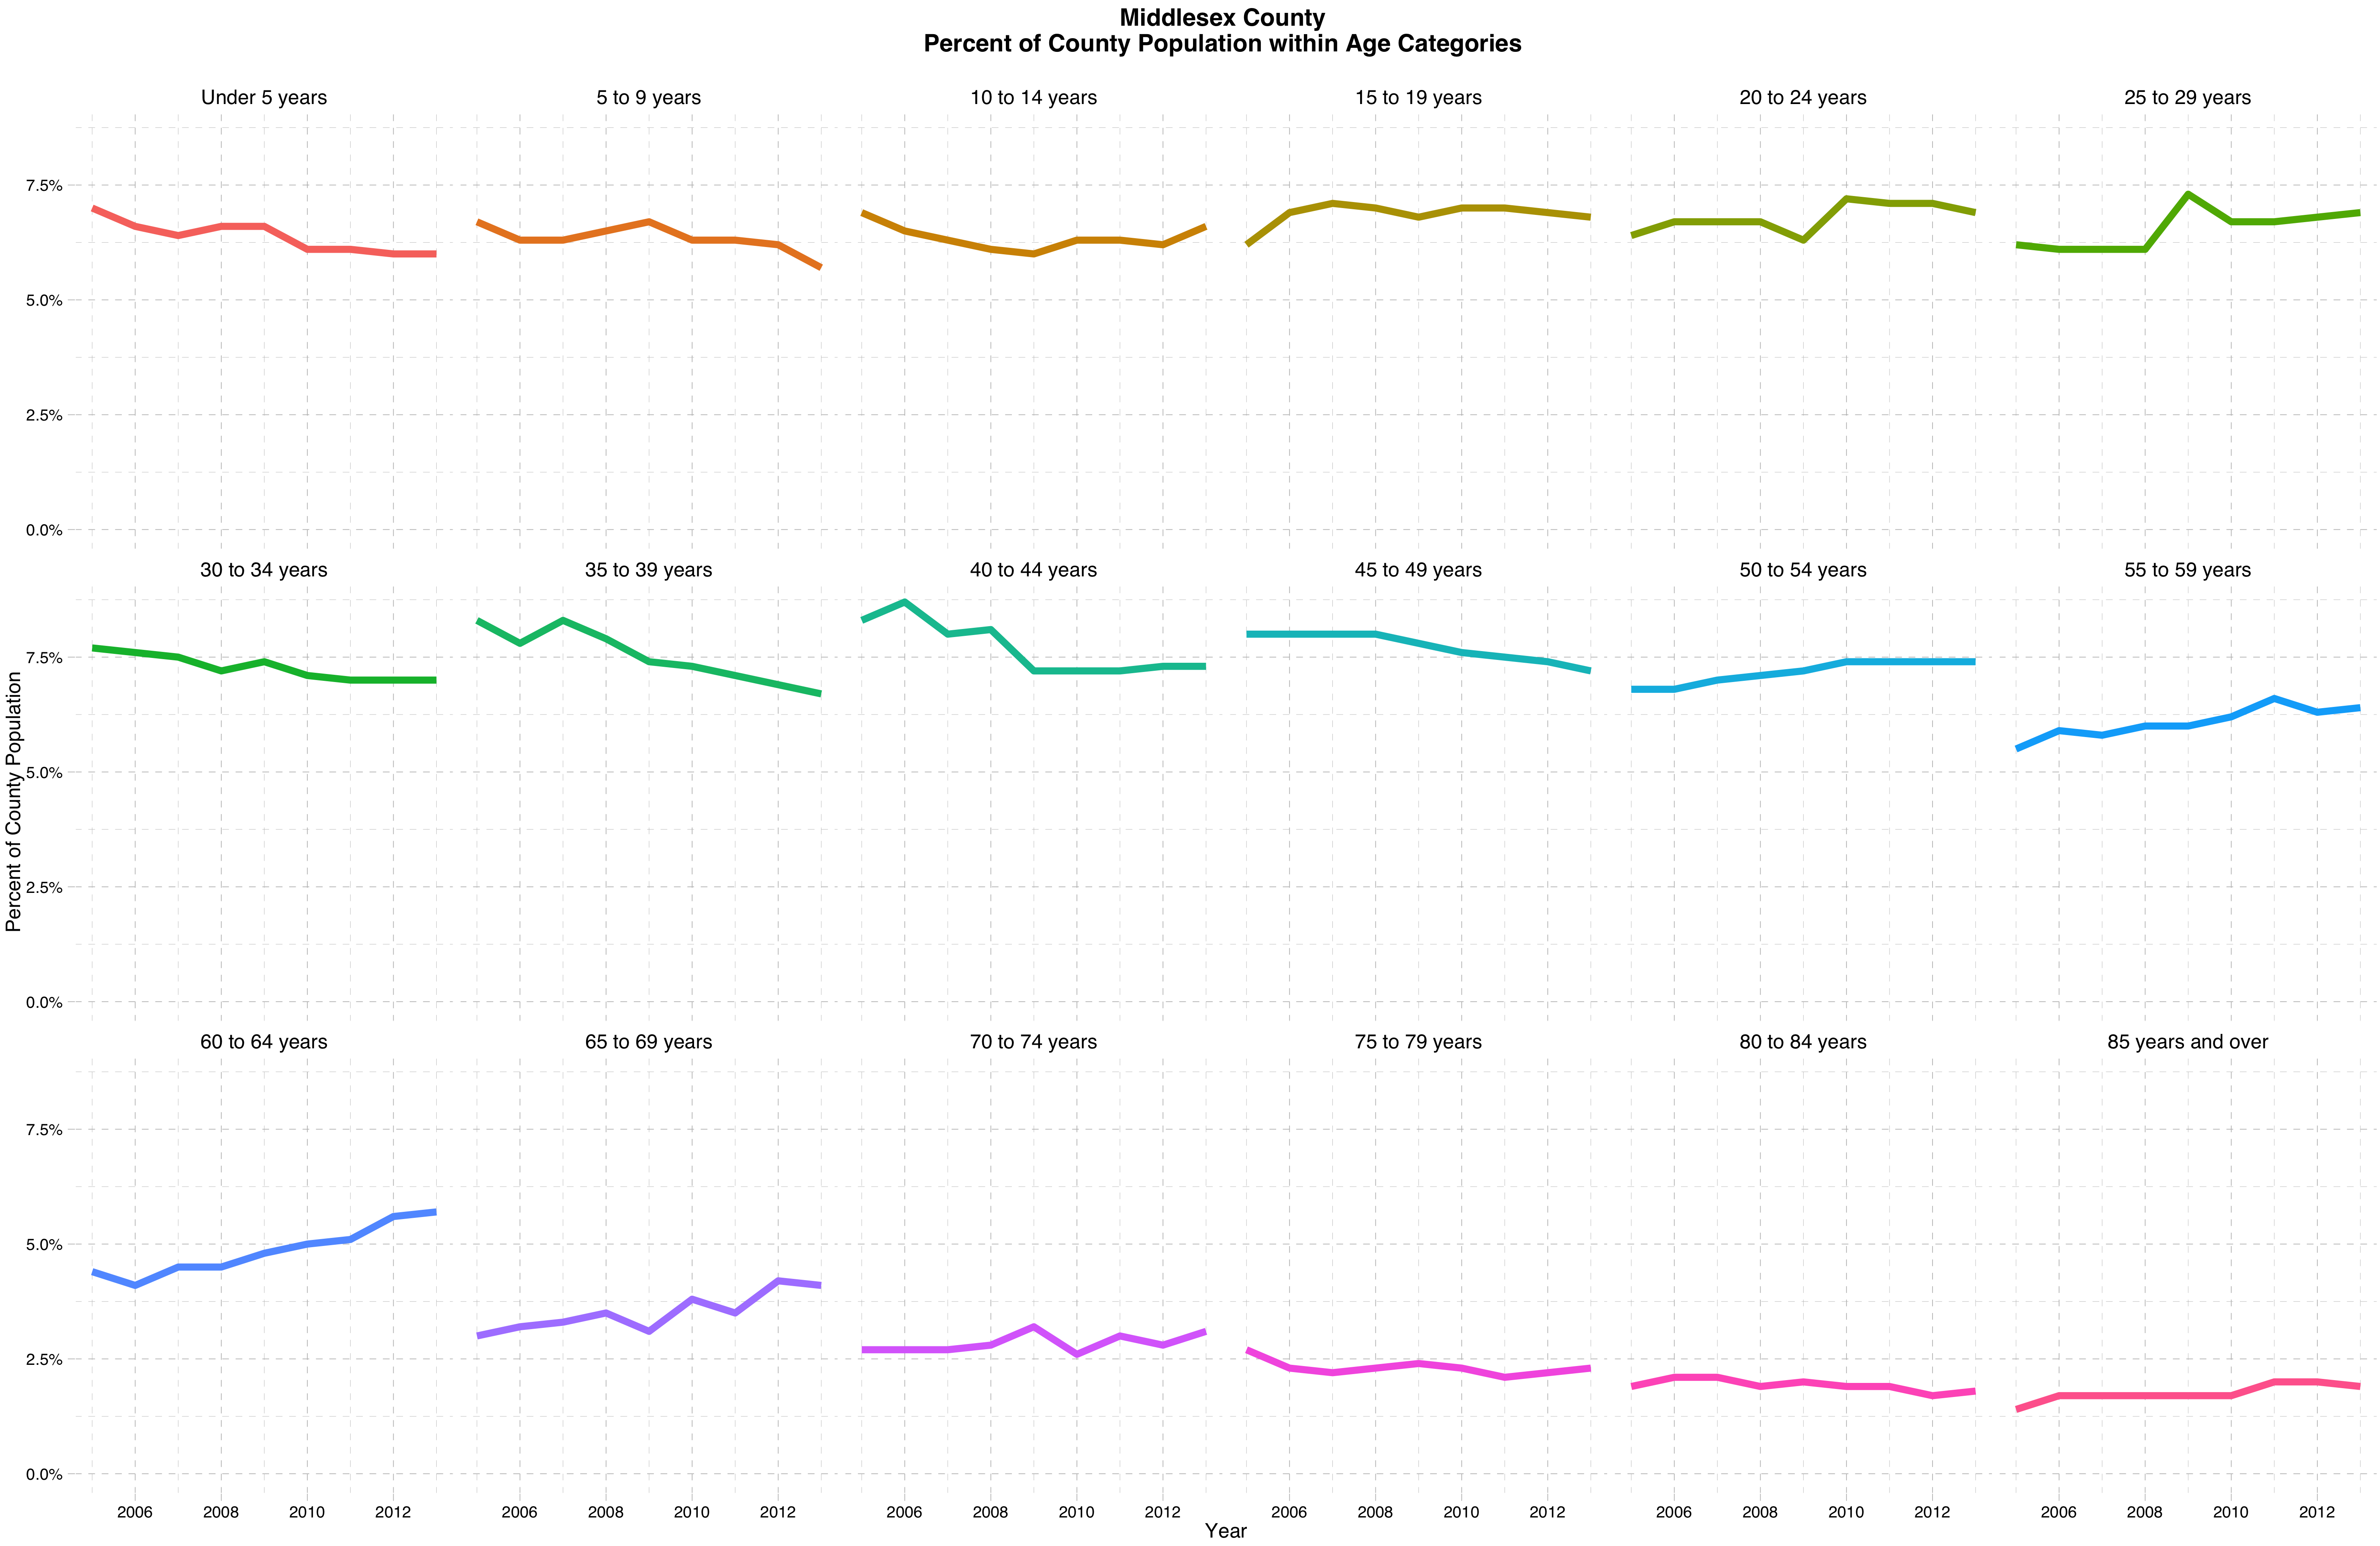 Middlesex County
Percent of County Population within Age Categories
Under 5 years
5 to 9 years
10 to 14 years
15 to 19 years
20 to 24 years
25 to 29 years
7.5%
5.0%
2.5%
0.0%
30 to 34 years
35 to 39 years
40 to 44 years
45 to 49 years
50 to 54 years
55 to 59 years
7.5%
5.0%
2.5%
0.0%
Percent of County Population
60 to 64 years
65 to 69 years
70 to 74 years
75 to 79 years
80 to 84 years
85 years and over
7.5%
5.0%
2.5%
0.0%
2006 2008 2010 2012
2006 2008 2010 2012
2006 2008 2010 2012
2006 2008 2010 2012
2006 2008 2010 2012
2006 2008 2010 2012
Year